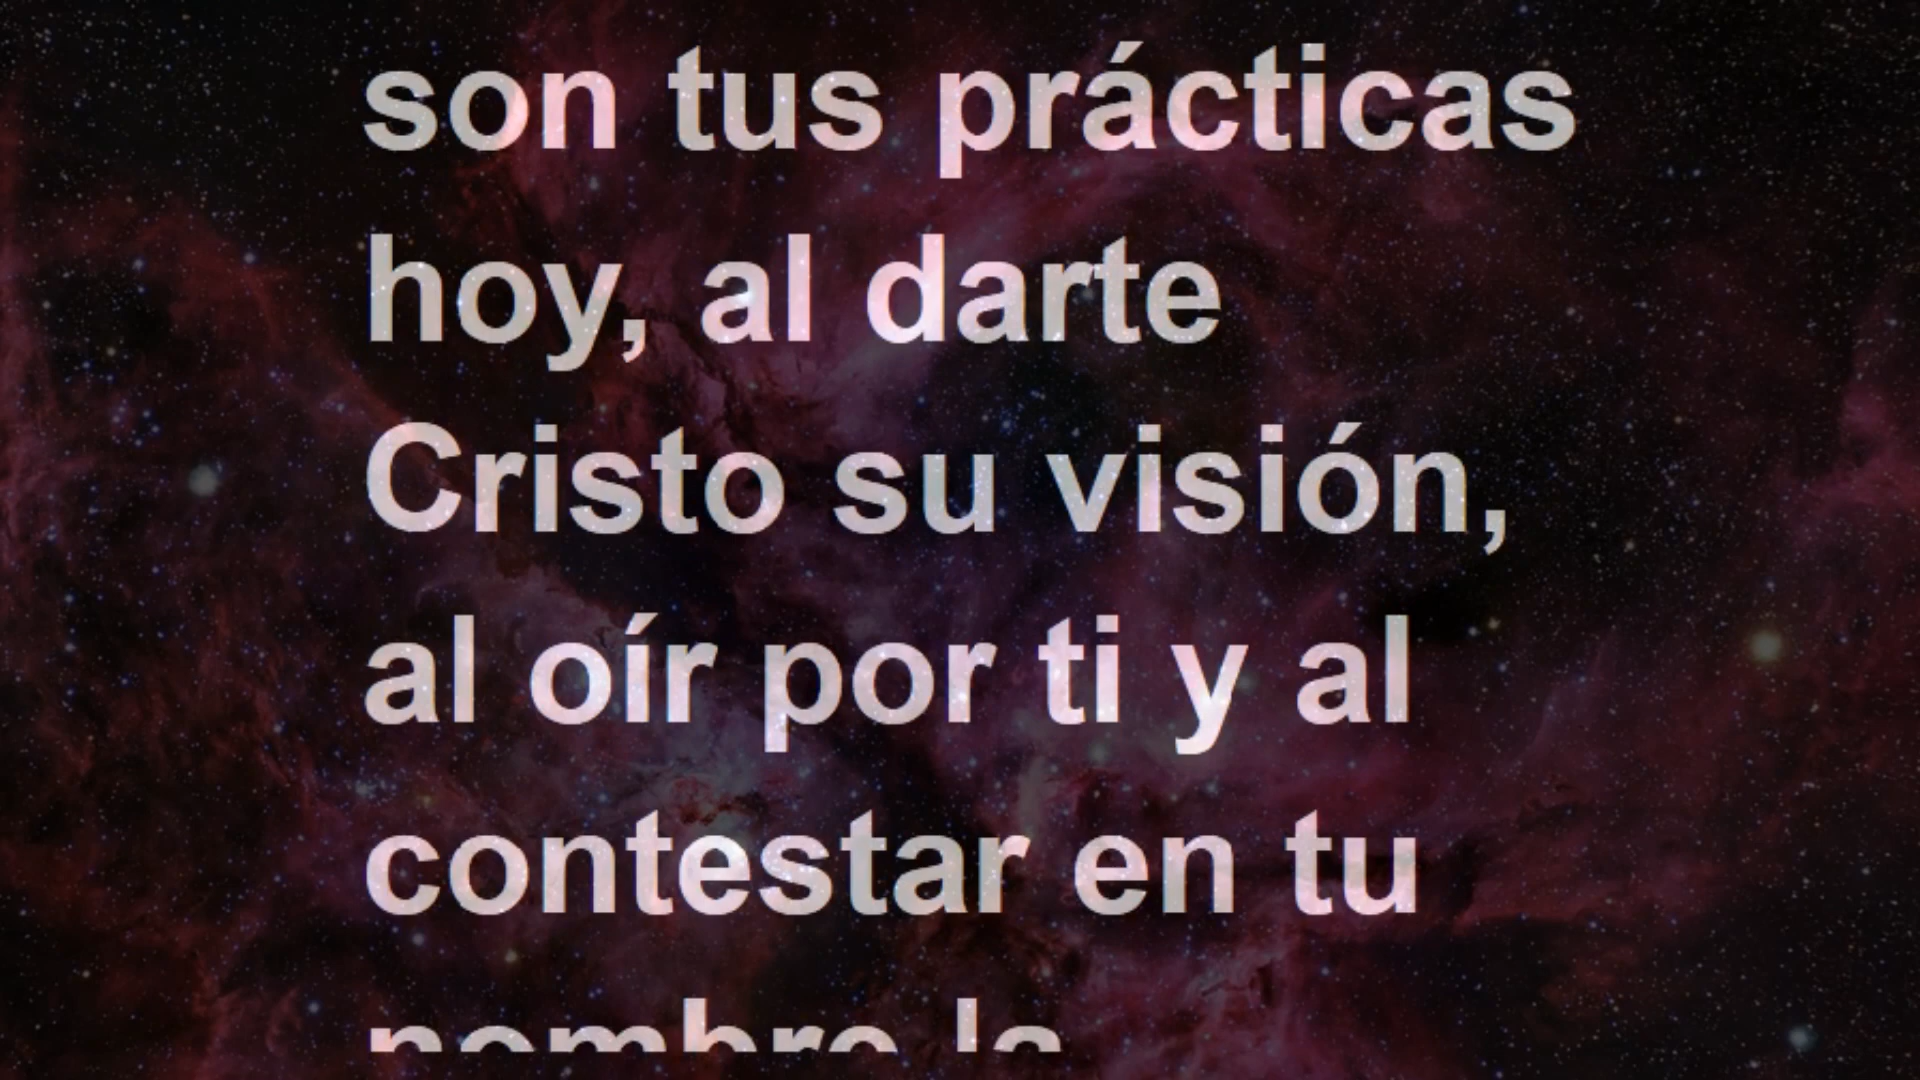 son tus prácticas
hoy, al darte
Cristo su visión,
al oír por ti y al
contestar en tu
nombre la